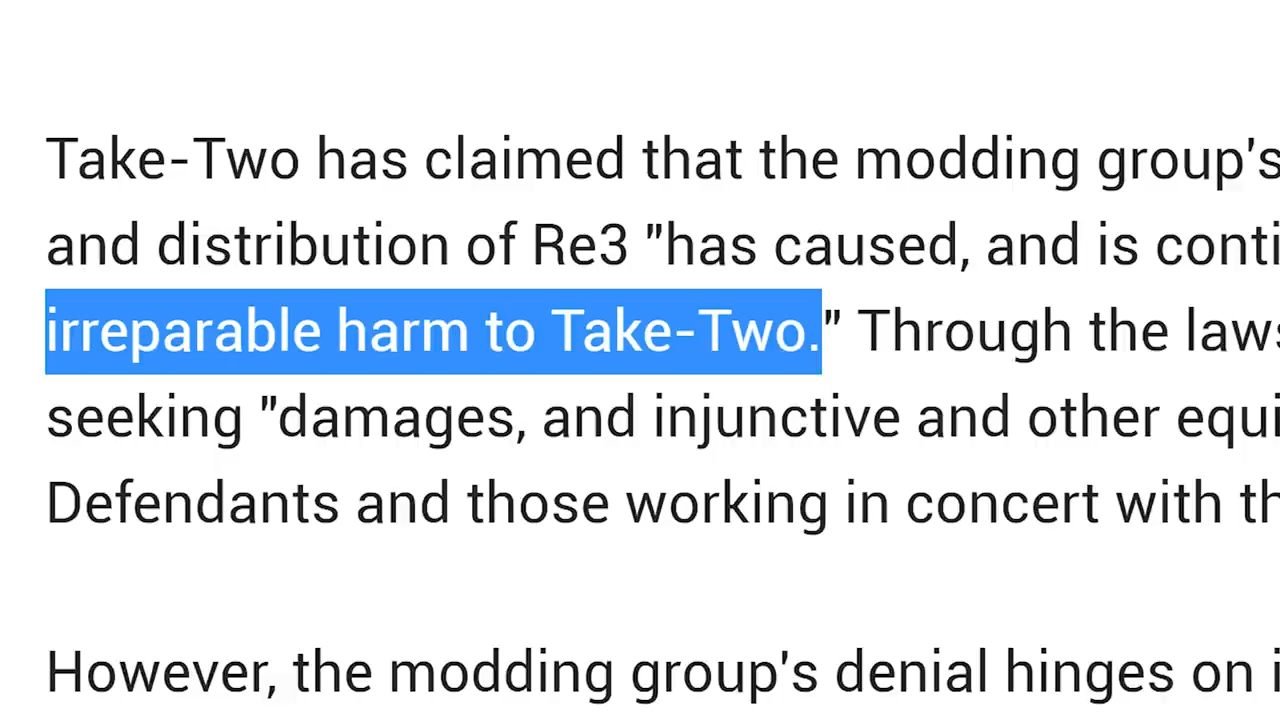 Take-Two has claimed that the modding group's
and distribution of Re3 "has caused, and is conti
irreparable harm to Take-Two." Through the laws
seeking "damages, and injunctive and other equi
Defendants and those working in concert with th
However, the modding group's denial hinges on i